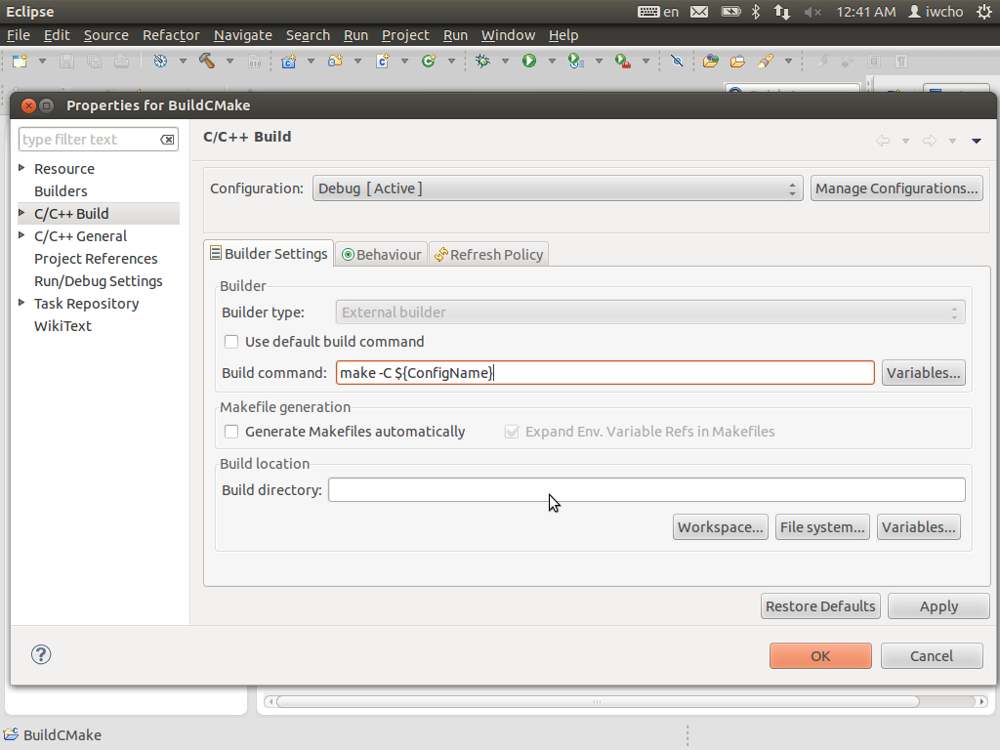 Eclipse en 12:41 AM iwcho
File Edit Source Refactor Navigate Search Run Project Run Window Help
Properties for BuildCMake
type filter text
C/C++ Build
Resource
Builders
C/C++ Build
C/C++ General
Project References
Run/Debug Settings
Task Repository
WikiText
Configuration: Debug [ Active ] Manage Configurations...
Builder Settings Behaviour Refresh Policy
Builder
Builder type: External builder
Use default build command
Build command: make -C ${ConfigName} Variables...
Makefile generation
Generate Makefiles automatically Expand Env. Variable Refs in Makefiles
Build location
Build directory:
Workspace... File system... Variables...
Restore Defaults Apply
OK Cancel
BuildCMake